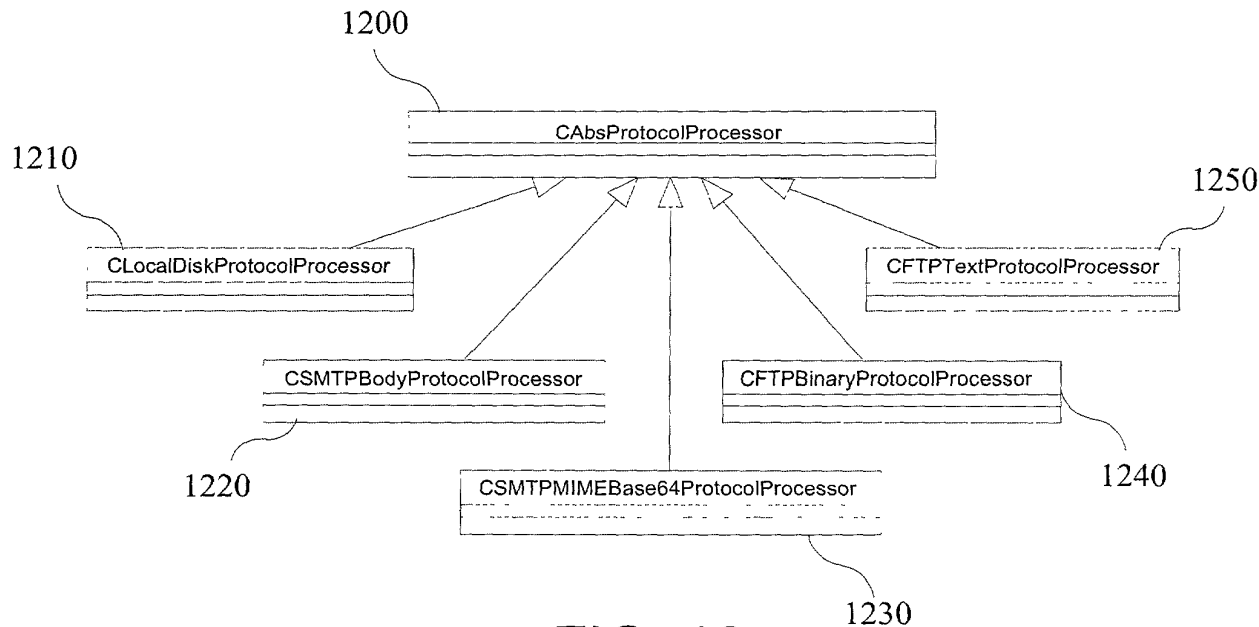 1200
CAbsProtocolProcessor
1210
1250
CLocalDiskProtocolProcessor
CFTPTextProtocolProcessor
CSMTPBodyProtocolProcessor
CFTPBinaryProtocolProcessor
1220
1240
CSMTPMIMEBase64ProtocolProcessor
1230